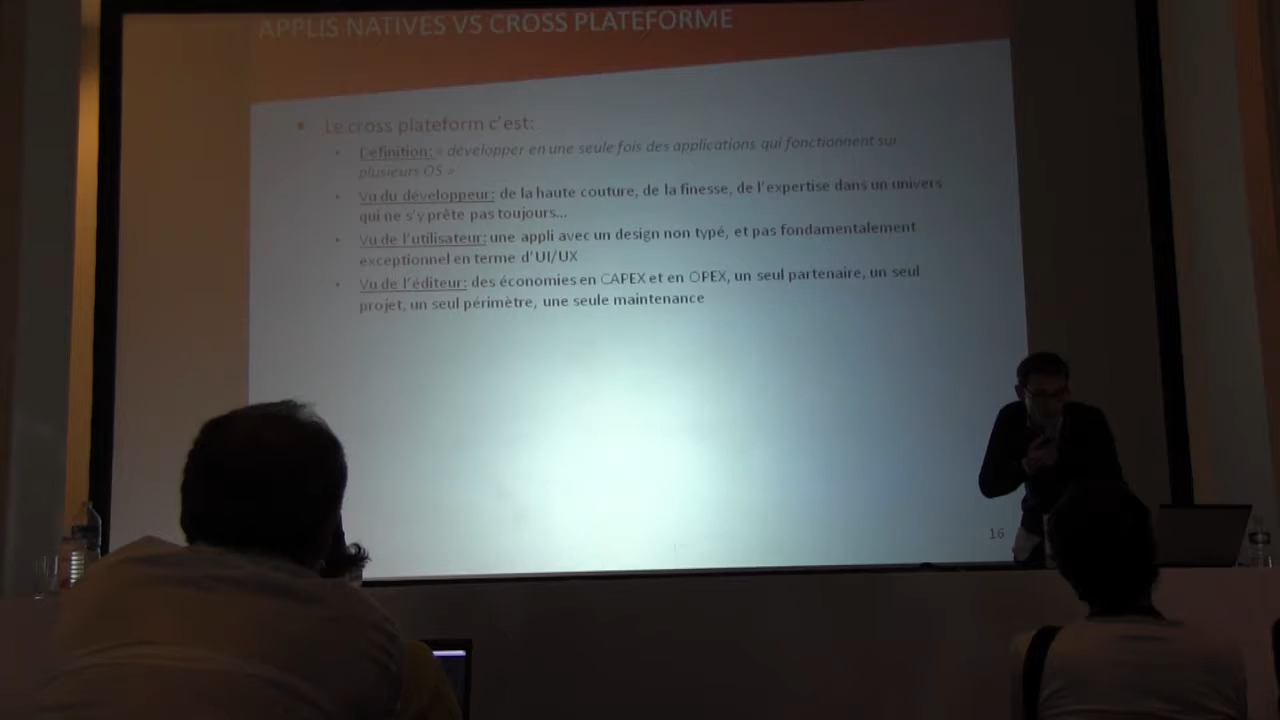 APPLIS NATIVES VS CROSS PLATEFORME
Le cross plateform c'est:
Définition: « développer en une seule fois des applications qui fonctionnent sur
plusieurs OS »
Vu du développeur: de la haute couture, de la finesse, de l'expertise dans un univers
qui ne s'y prête pas toujours...
Vu de l'utilisateur: une appli avec un design non typé, et pas fondamentalement
exceptionnel en terme d'UI/UX
Vu de l'éditeur: des économies en CAPEX et en OPEX, un seul partenaire, un seul
projet, un seul périmètre, une seule maintenance
16